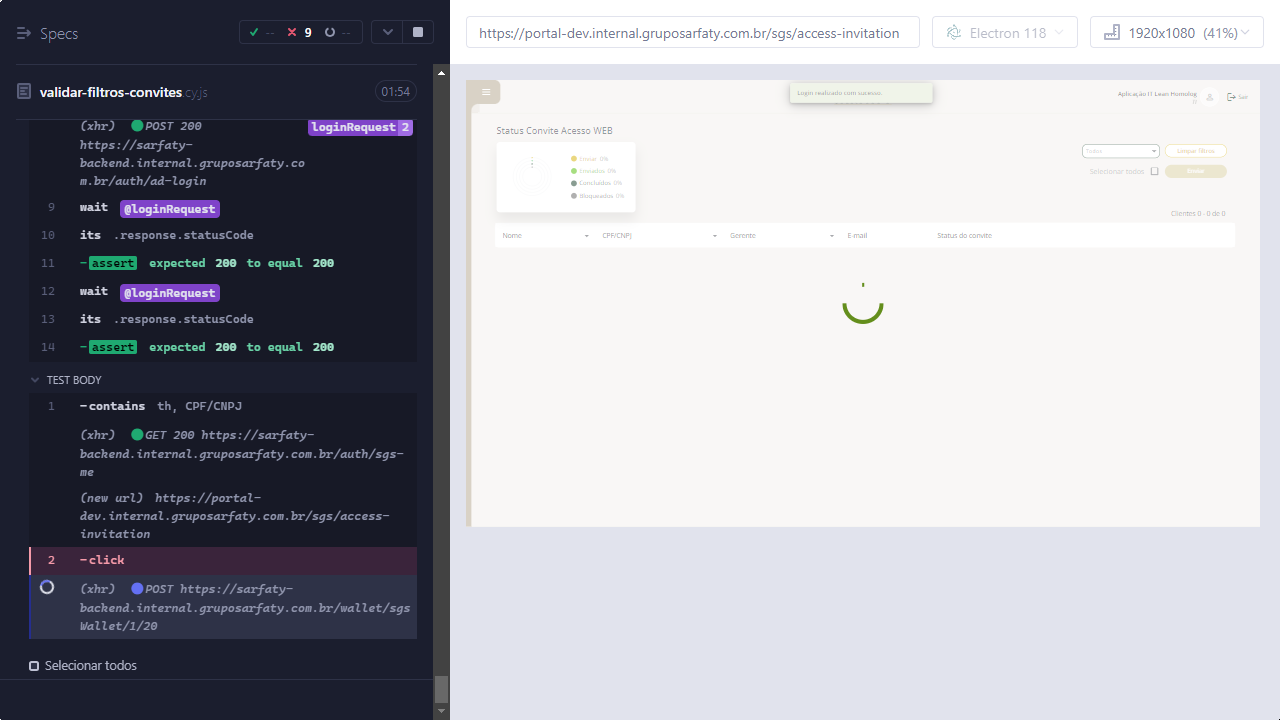 Specs
--
9
--
validar-filtros-convites.cy.js
01:54
(xhr) POST 200
loginRequest 2
https://sarfaty-
backend.internal.gruposarfaty.co
m.br/auth/ad-login
9 wait @loginRequest
10 its .response.statusCode
11 -assert expected 200 to equal 200
12 wait @loginRequest
13 its .response.statusCode
14 -assert expected 200 to equal 200
TEST BODY
1 -contains th, CPF/CNPJ
(xhr) GET 200 https://sarfaty-
backend.internal.gruposarfaty.com.br/auth/sgs-
me
(new url) https://portal-
dev.internal.gruposarfaty.com.br/sgs/access-
invitation
2 -click
(xhr) POST https://sarfaty-
backend.internal.gruposarfaty.com.br/wallet/sgs
Wallet/1/20
Selecionar todos
https://portal-dev.internal.gruposarfaty.com.br/sgs/access-invitation
Electron 118
1920x1080 (41%)
Login realizado com sucesso.
Aplicação IT Lean Homolog
Sair
Status Convite Acesso WEB
Enviar 0%
Enviados 0%
Concluídos 0%
Bloqueados 0%
Todos
Limpar filtros
Selecionar todos
Enviar
Clientes 0 - 0 de 0
Nome
CPF/CNPJ
Gerente
E-mail
Status do convite